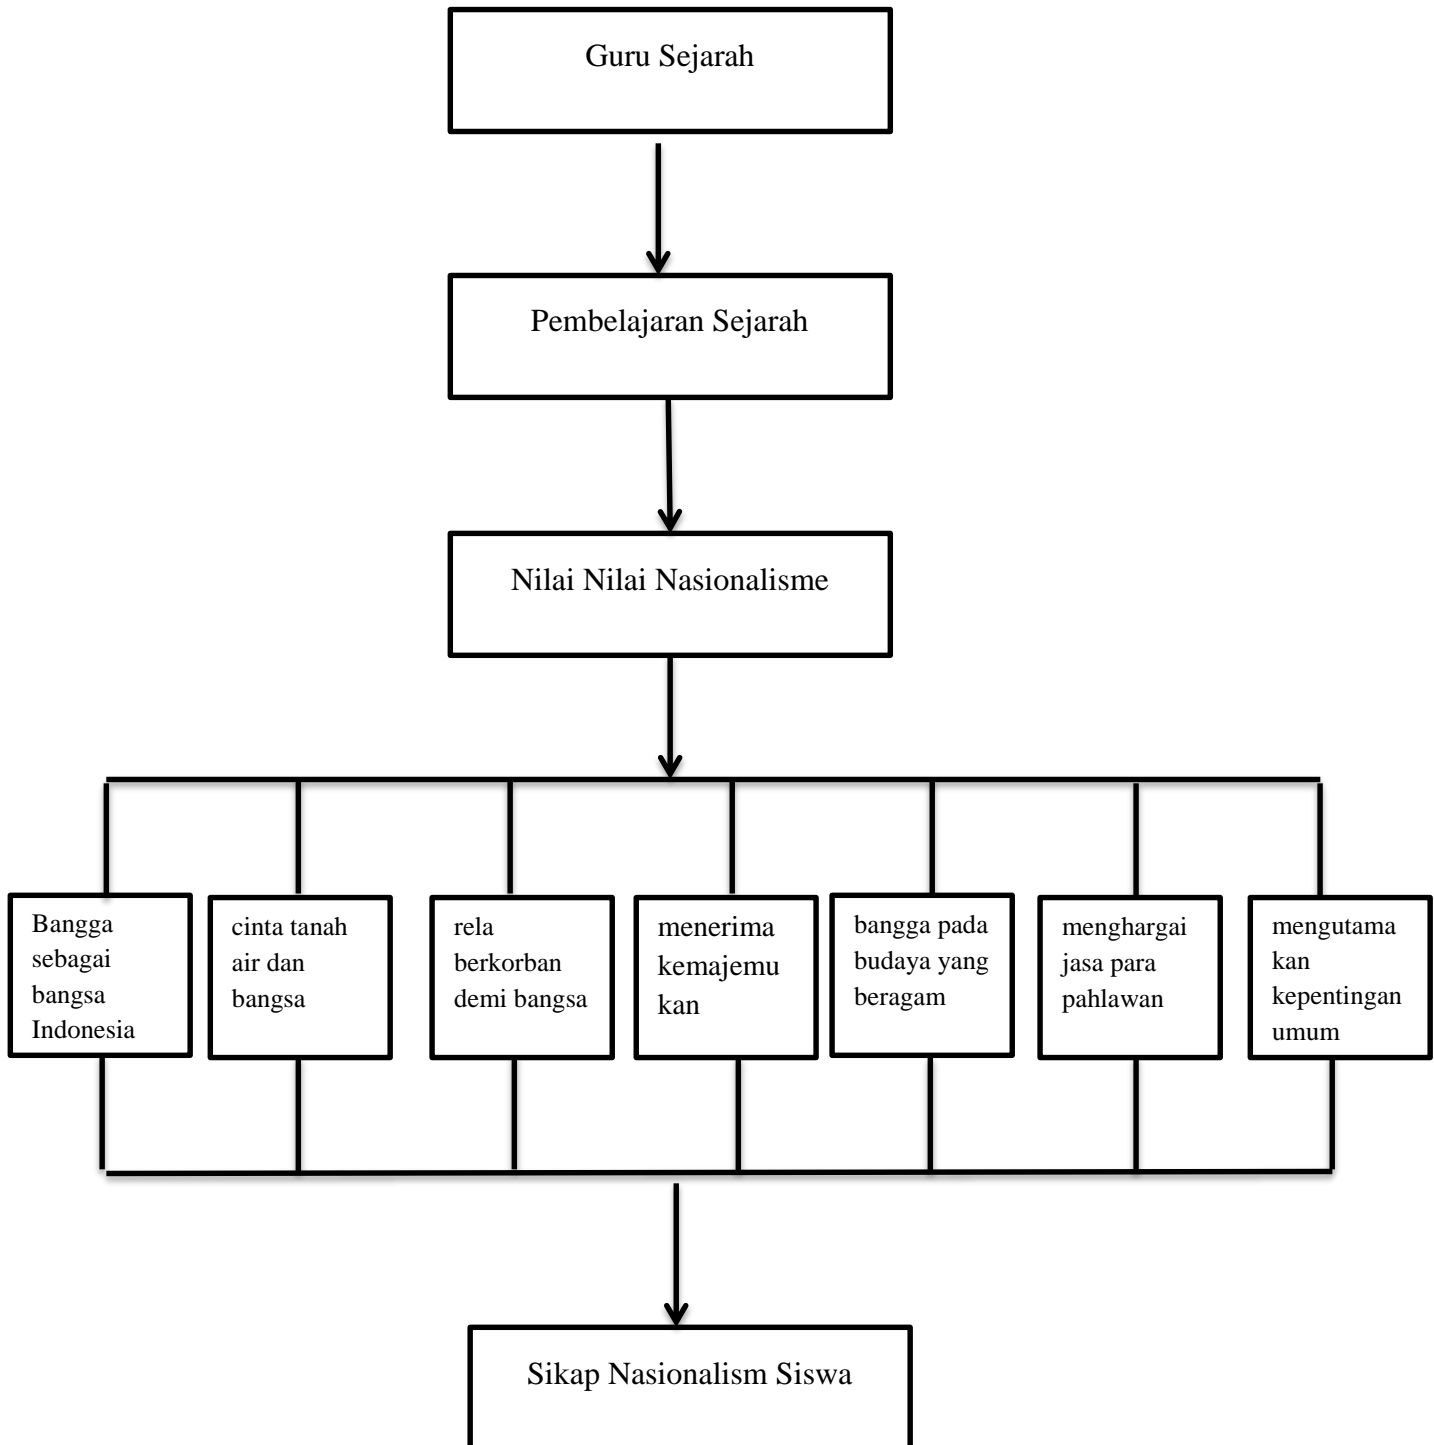 Guru Sejarah
Pembelajaran Sejarah
Nilai Nilai Nasionalisme
Bangga
sebagai
bangsa
Indonesia
cinta tanah
air dan
bangsa
rela
berkorban
demi bangsa
menerima
kemajemu
kan
bangga pada
budaya yang
beragam
menghargai
jasa para
pahlawan
mengutama
kan
kepentingan
umum
Sikap Nasionalism Siswa